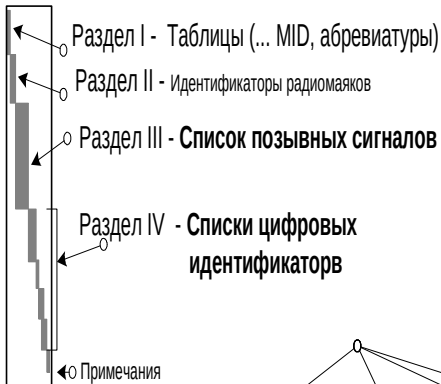 Раздел I - Таблицы (... MID, абревиатуры)
Раздел II - Идентификаторы радиомаяков
Раздел III - Список позывных сигналов
Раздел IV - Списки цифровых
идентификаторв
Примечания